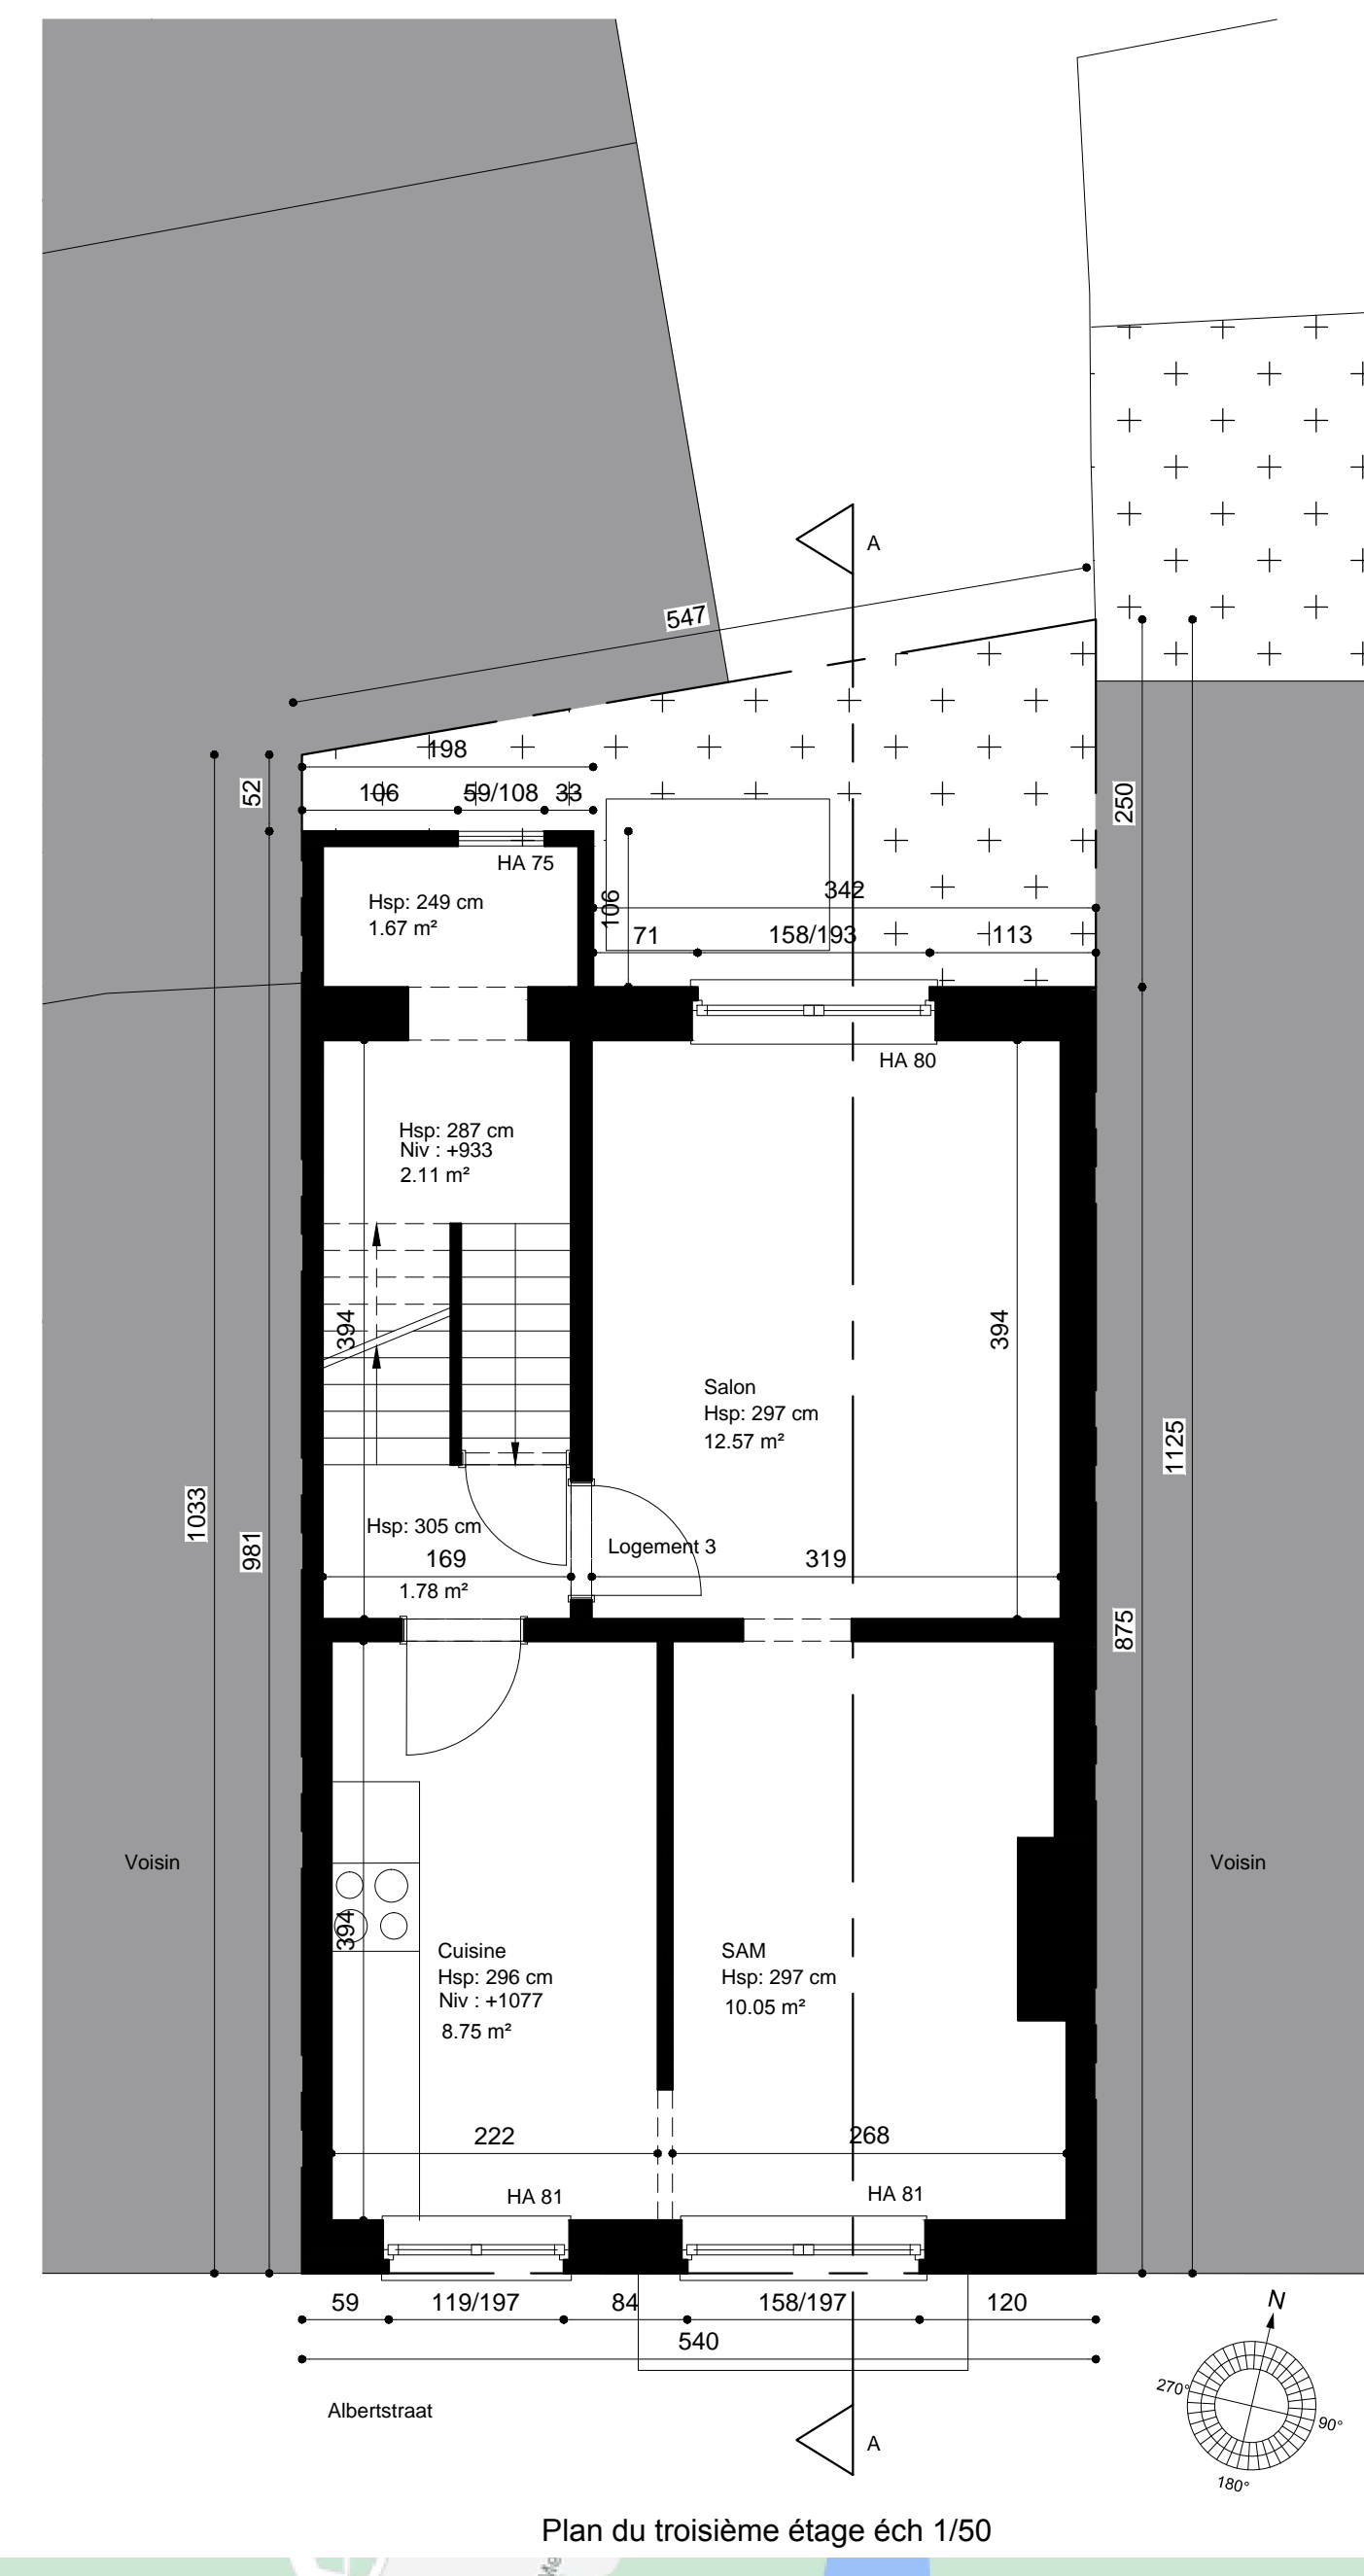 A
547
198
52
106
59/108
33
250
HA 75
Hsp: 249 cm
1.67 m²
106
342
71
158/193
113
HA 80
Hsp: 287 cm
Niv : +933
2.11 m²
394
394
Salon
Hsp: 297 cm
12.57 m²
1125
1033
981
Hsp: 305 cm
Logement 3
169
319
1.78 m²
875
Voisin
Voisin
394
Cuisine
Hsp: 296 cm
Niv : +1077
8.75 m²
SAM
Hsp: 297 cm
10.05 m²
222
268
HA 81
HA 81
59
119/197
84
158/197
120
540
N
270°
90°
180°
Albertstraat
A
Plan du troisième étage éch 1/50